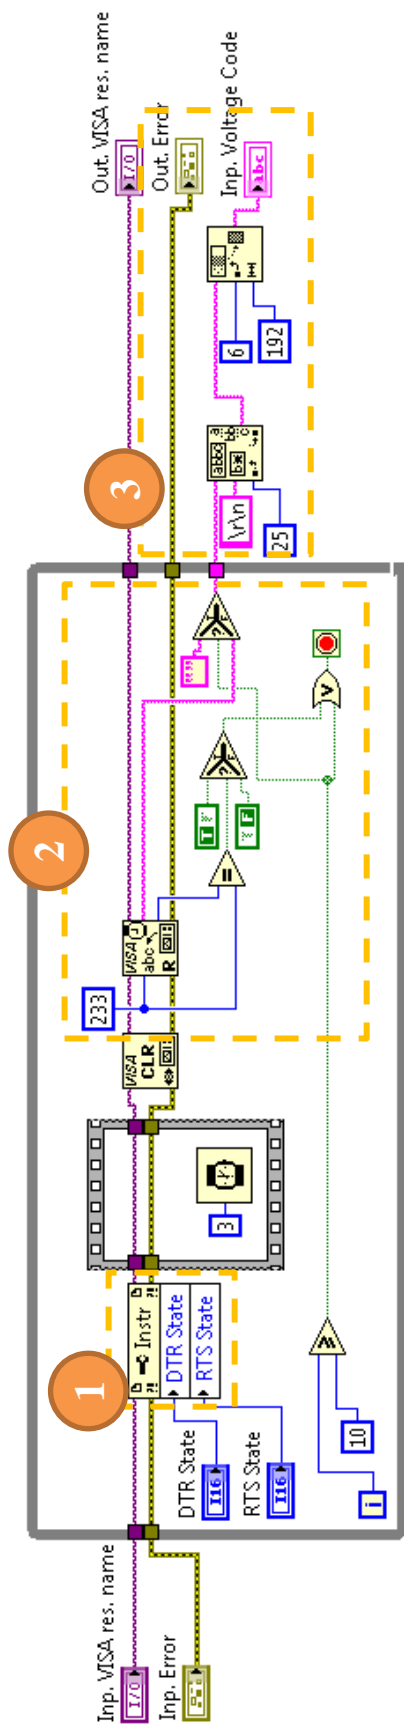 Inp. VISA res. name
I/O
Inp. Error
1
Instr
DTR State
RTS State
DTR State
I16
RTS State
I16
i
10
3
VISA
CLR
2
233
VISA
abc
R
T
F
3
\r\n
25
6
192
Out. VISA res. name
I/O
Out. Error
Inp. Voltage Code
abc